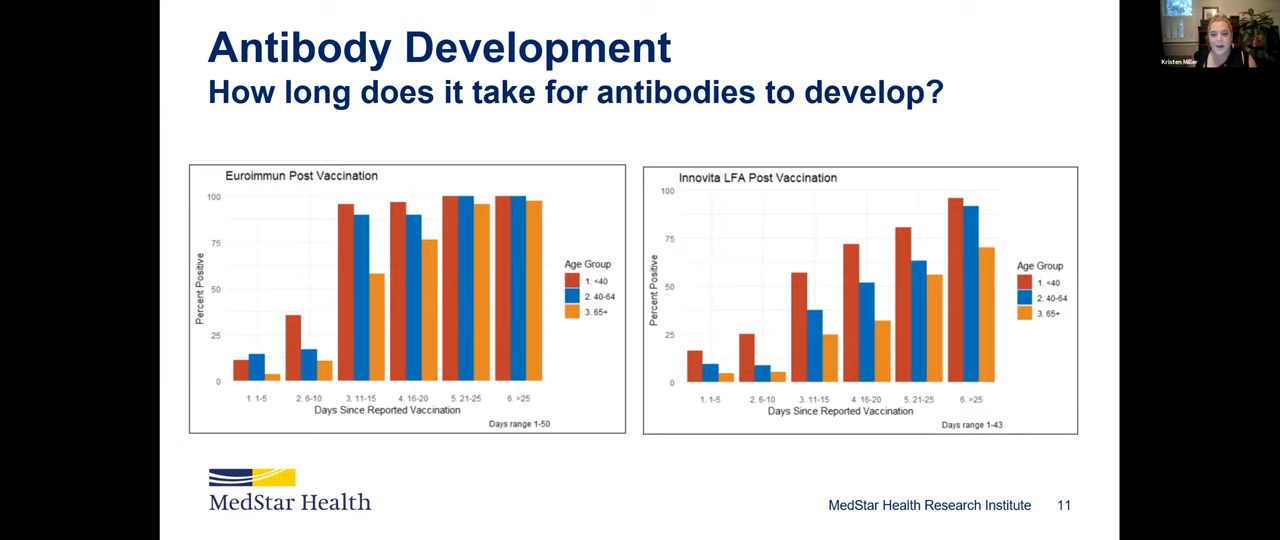 Antibody Development
How long does it take for antibodies to develop?
Kristen Miller
Euroimmun Post Vaccination
Percent Positive
100
75
50
25
0
1. 1-5
2. 6-10
3. 11-15
4. 16-20
5. 21-25
6. >25
Days Since Reported Vaccination
Days range 1-50
Age Group
1. <40
2. 40-64
3. 65+
Innovita LFA Post Vaccination
Percent Positive
100
75
50
25
0
1. 1-5
2. 6-10
3. 11-15
4. 16-20
5. 21-25
6. >25
Days Since Reported Vaccination
Days range 1-43
Age Group
1. <40
2. 40-64
3. 65+
MedStar Health
MedStar Health Research Institute 11